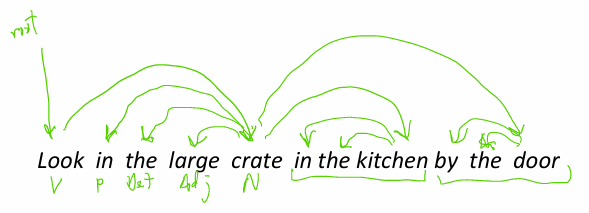 root
Look in the large crate in the kitchen by the door
V P Det Adj N